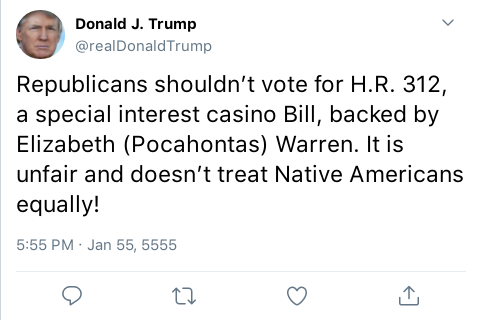 Donald J. Trump
@realDonaldTrump
Republicans shouldn’t vote for H.R. 312,
a special interest casino Bill, backed by
Elizabeth (Pocahontas) Warren. It is
unfair and doesn’t treat Native Americans
equally!
5:55 PM · Jan 55, 5555